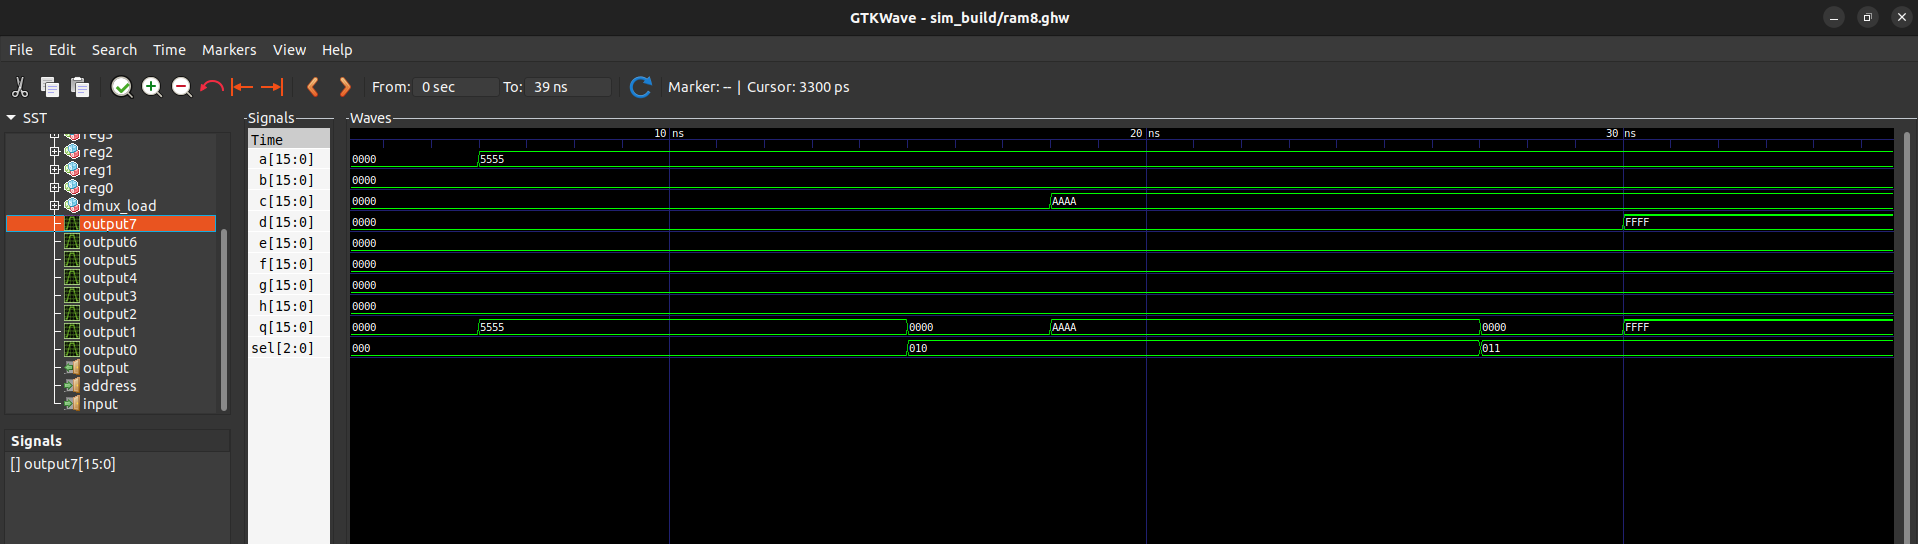 GTKWave - sim_build/ram8.ghw
File Edit Search Time Markers View Help
From: 0 sec To: 39 ns Marker: -- | Cursor: 3300 ps
SST
reg3
reg2
reg1
reg0
dmux_load
output7
output6
output5
output4
output3
output2
output1
output0
output
address
input
Signals
[] output7[15:0]
Signals
Time
a[15:0]
b[15:0]
c[15:0]
d[15:0]
e[15:0]
f[15:0]
g[15:0]
h[15:0]
q[15:0]
sel[2:0]
Waves
10 ns 20 ns 30 ns
0000 5555
0000
0000 AAAA
0000 FFFF
0000
0000
0000
0000
0000 5555 0000 AAAA 0000 FFFF
000 010 011